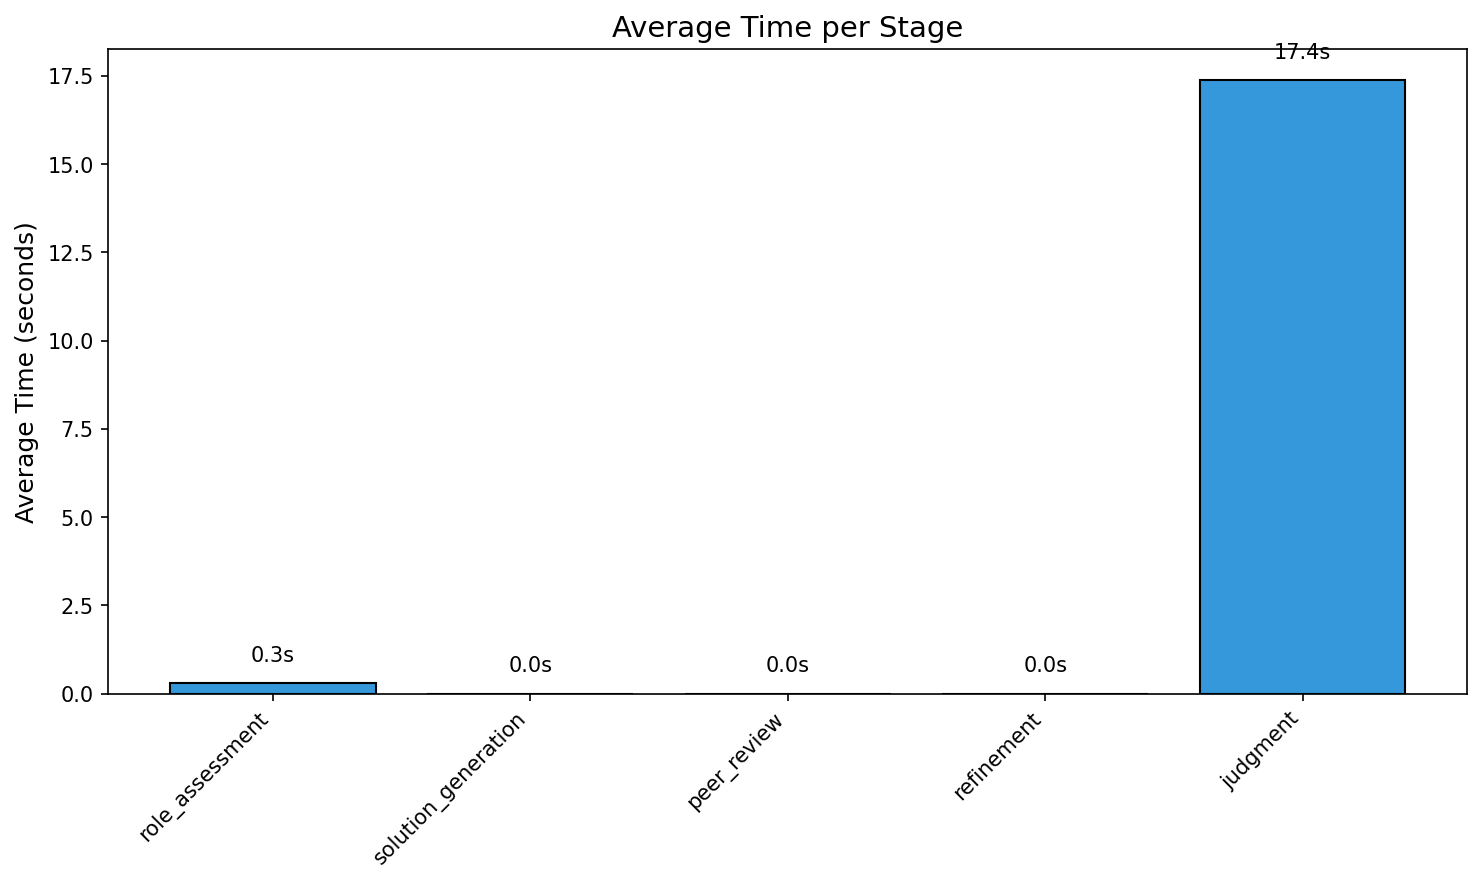 Average Time per Stage
Average Time (seconds)
17.5
15.0
12.5
10.0
7.5
5.0
2.5
0.0
0.3s
0.0s
0.0s
0.0s
17.4s
role_assessment
solution_generation
peer_review
refinement
judgment